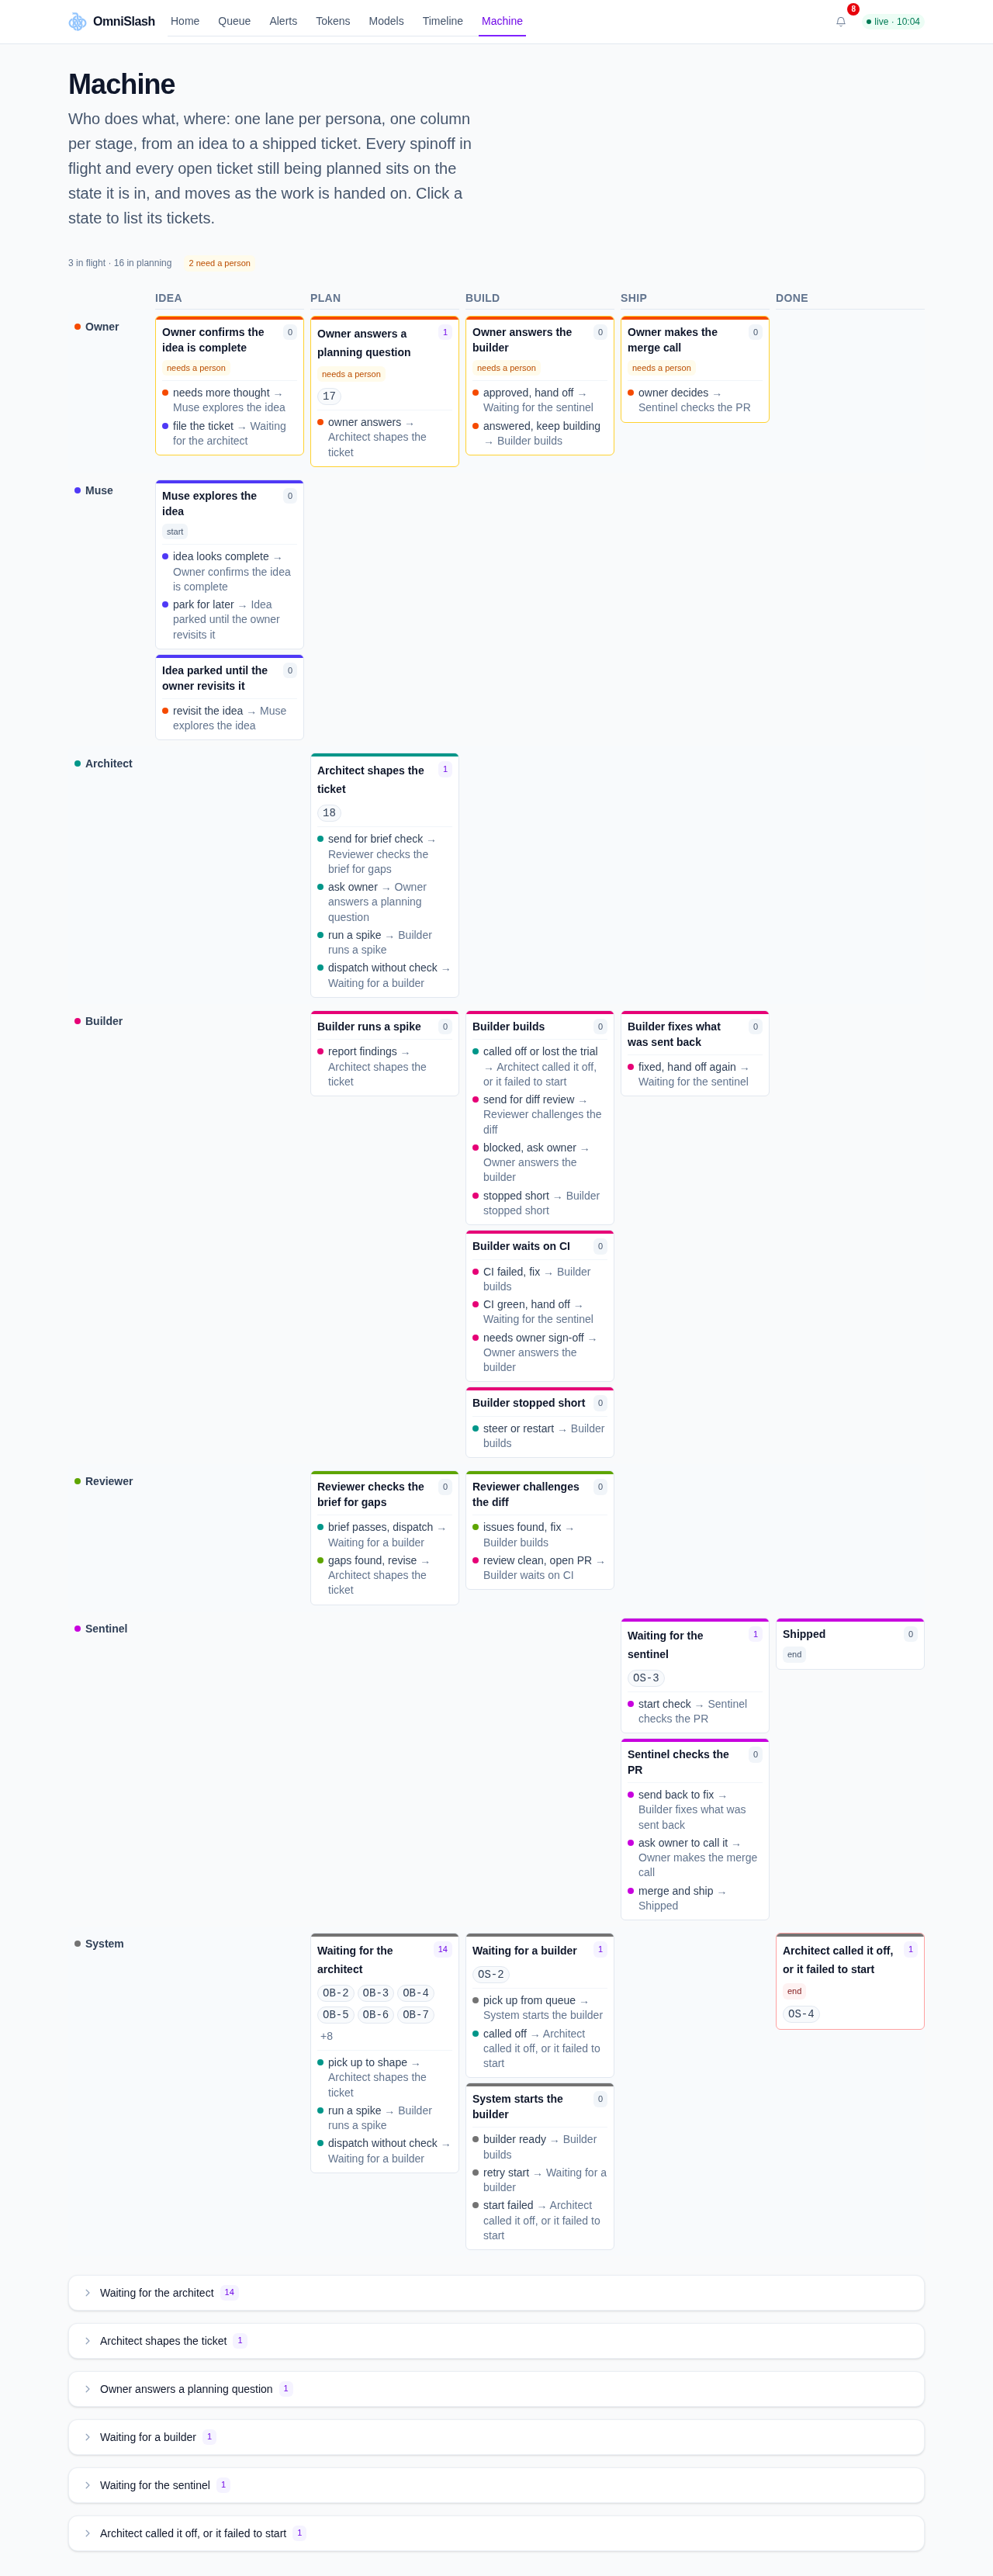 OmniSlash Home Queue Alerts Tokens Models Timeline Machine 8 live · 10:04
Machine
Who does what, where: one lane per persona, one column
per stage, from an idea to a shipped ticket. Every spinoff in
flight and every open ticket still being planned sits on the
state it is in, and moves as the work is handed on. Click a
state to list its tickets.
3 in flight · 16 in planning 2 need a person
IDEA PLAN BUILD SHIP DONE
Owner
Owner confirms the 0
idea is complete
needs a person
needs more thought →
Muse explores the idea
file the ticket → Waiting
for the architect
Owner answers a 1
planning question
needs a person
17
owner answers →
Architect shapes the
ticket
Owner answers the 0
builder
needs a person
approved, hand off →
Waiting for the sentinel
answered, keep building
→ Builder builds
Owner makes the 0
merge call
needs a person
owner decides →
Sentinel checks the PR
Muse
Muse explores the 0
idea
start
idea looks complete →
Owner confirms the idea
is complete
park for later → Idea
parked until the owner
revisits it
Idea parked until the 0
owner revisits it
revisit the idea → Muse
explores the idea
Architect
Architect shapes the 1
ticket
18
send for brief check →
Reviewer checks the
brief for gaps
ask owner → Owner
answers a planning
question
run a spike → Builder
runs a spike
dispatch without check →
Waiting for a builder
Builder
Builder runs a spike 0
report findings →
Architect shapes the
ticket
Builder builds 0
called off or lost the trial
→ Architect called it off,
or it failed to start
send for diff review →
Reviewer challenges the
diff
blocked, ask owner →
Owner answers the
builder
stopped short → Builder
stopped short
Builder waits on CI 0
CI failed, fix → Builder
builds
CI green, hand off →
Waiting for the sentinel
needs owner sign-off →
Owner answers the
builder
Builder stopped short 0
steer or restart → Builder
builds
Builder fixes what 0
was sent back
fixed, hand off again →
Waiting for the sentinel
Reviewer
Reviewer checks the 0
brief for gaps
brief passes, dispatch →
Waiting for a builder
gaps found, revise →
Architect shapes the
ticket
Reviewer challenges 0
the diff
issues found, fix →
Builder builds
review clean, open PR →
Builder waits on CI
Sentinel
Waiting for the 1
sentinel
OS-3
start check → Sentinel
checks the PR
Sentinel checks the 0
PR
send back to fix →
Builder fixes what was
sent back
ask owner to call it →
Owner makes the merge
call
merge and ship →
Shipped
Shipped 0
end
System
Waiting for the 14
architect
OB-2 OB-3 OB-4
OB-5 OB-6 OB-7
+8
pick up to shape →
Architect shapes the
ticket
run a spike → Builder
runs a spike
dispatch without check →
Waiting for a builder
Waiting for a builder 1
OS-2
pick up from queue →
System starts the builder
called off → Architect
called it off, or it failed to
start
System starts the 0
builder
builder ready → Builder
builds
retry start → Waiting for a
builder
start failed → Architect
called it off, or it failed to
start
Architect called it off, 1
or it failed to start
end
OS-4
Waiting for the architect 14
Architect shapes the ticket 1
Owner answers a planning question 1
Waiting for a builder 1
Waiting for the sentinel 1
Architect called it off, or it failed to start 1